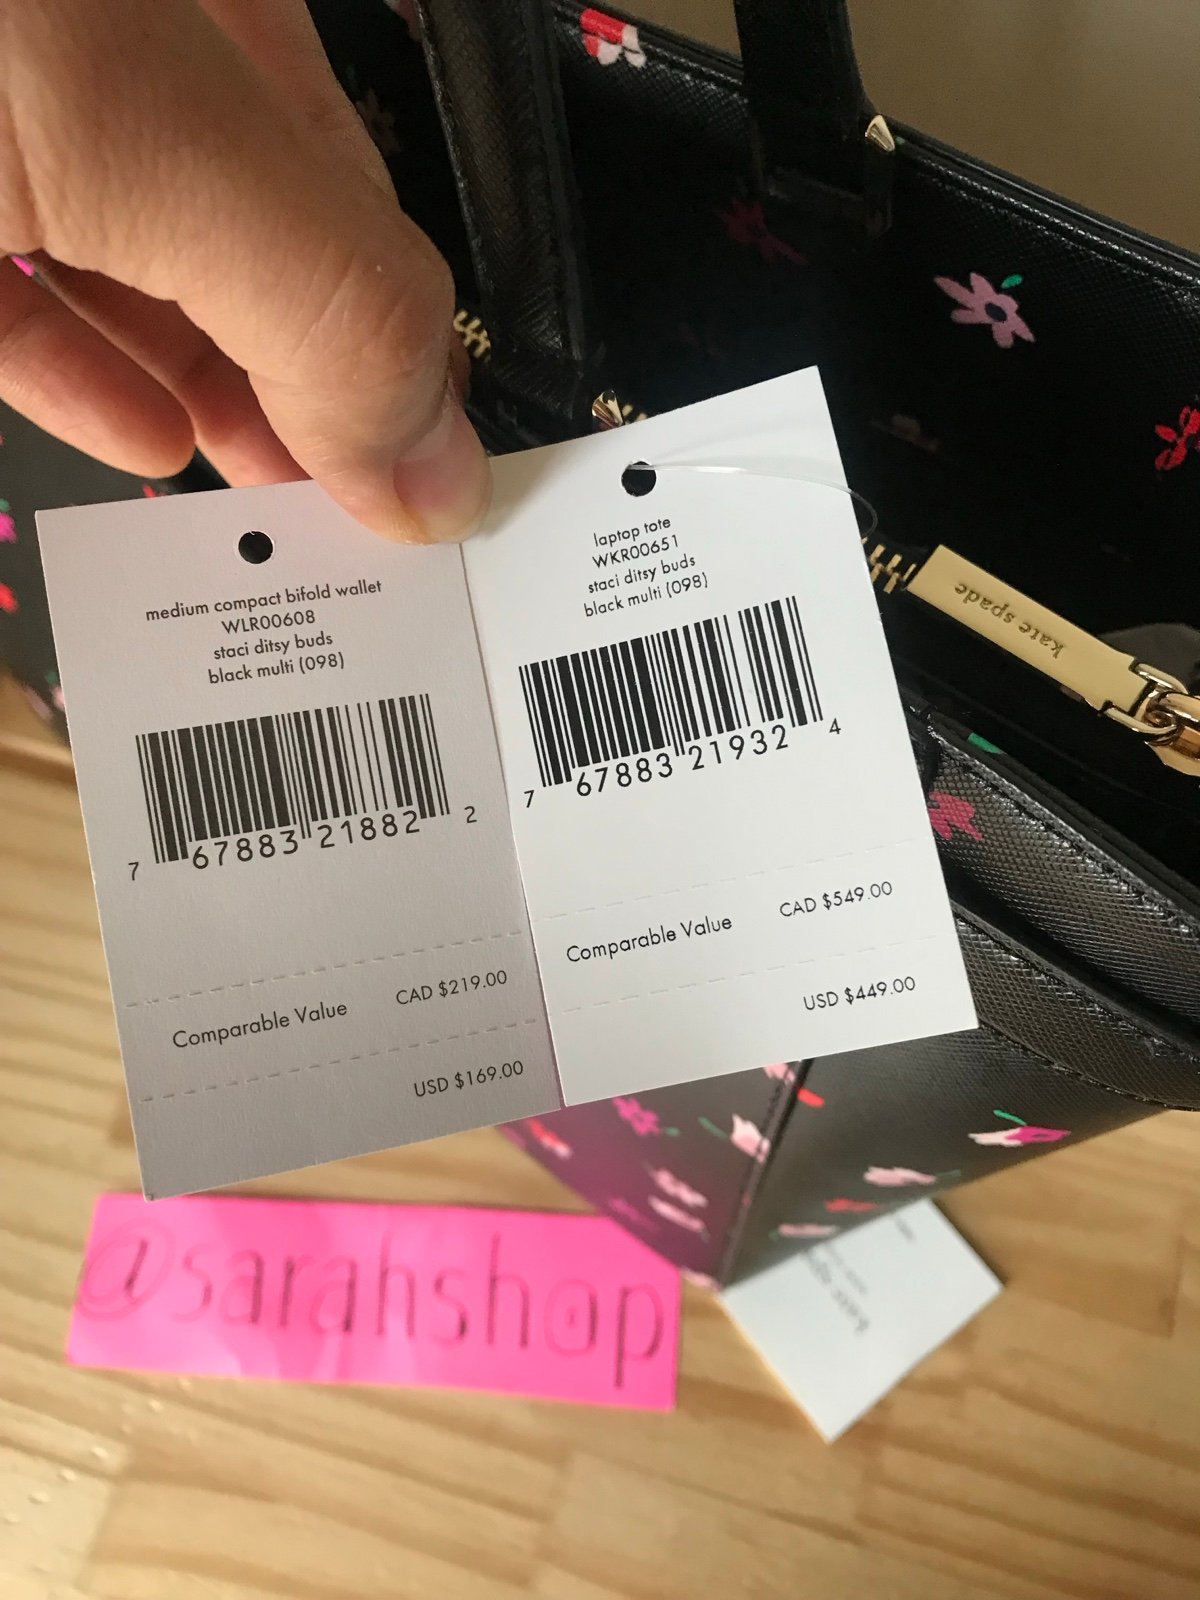 medium compact bifold wallet
WLR00608
staci ditsy buds
black multi (098)
7 67883 21882 2
Comparable Value
CAD $219.00
USD $169.00
laptop tote
WKR00651
staci ditsy buds
black multi (098)
7 67883 21932 4
Comparable Value
CAD $549.00
USD $449.00
kate spade
@sarahshop